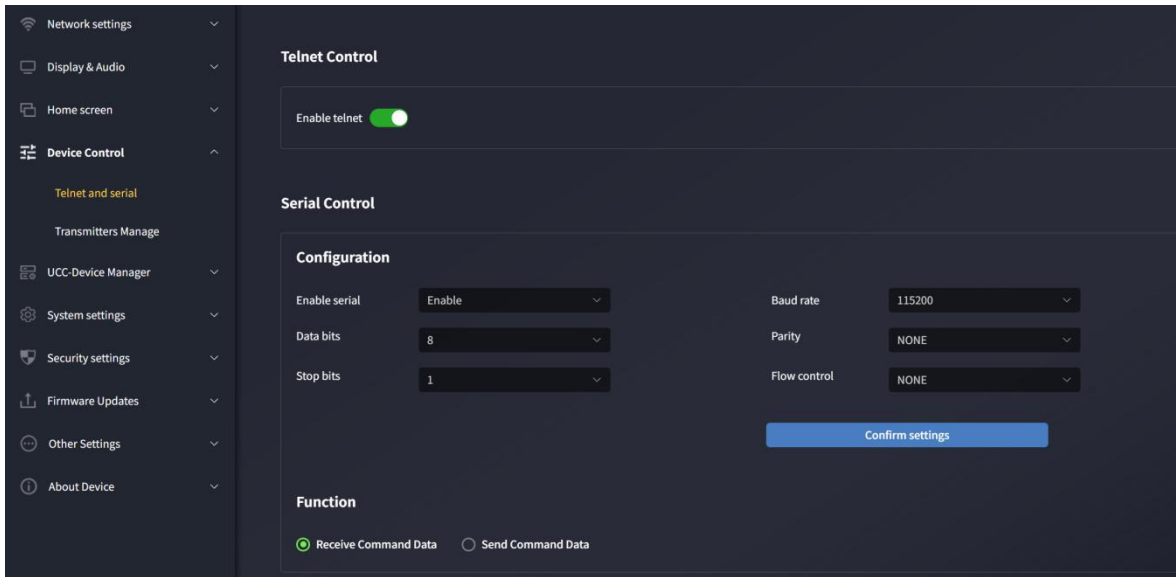 Network settings
Display & Audio
Home screen
Device Control
Telnet and serial
Transmitters Manage
UCC-Device Manager
System settings
Security settings
Firmware Updates
Other Settings
About Device
Telnet Control
Enable telnet
Serial Control
Configuration
Enable serial Enable Baud rate 115200
Data bits 8 Parity NONE
Stop bits 1 Flow control NONE
Confirm settings
Function
Receive Command Data Send Command Data